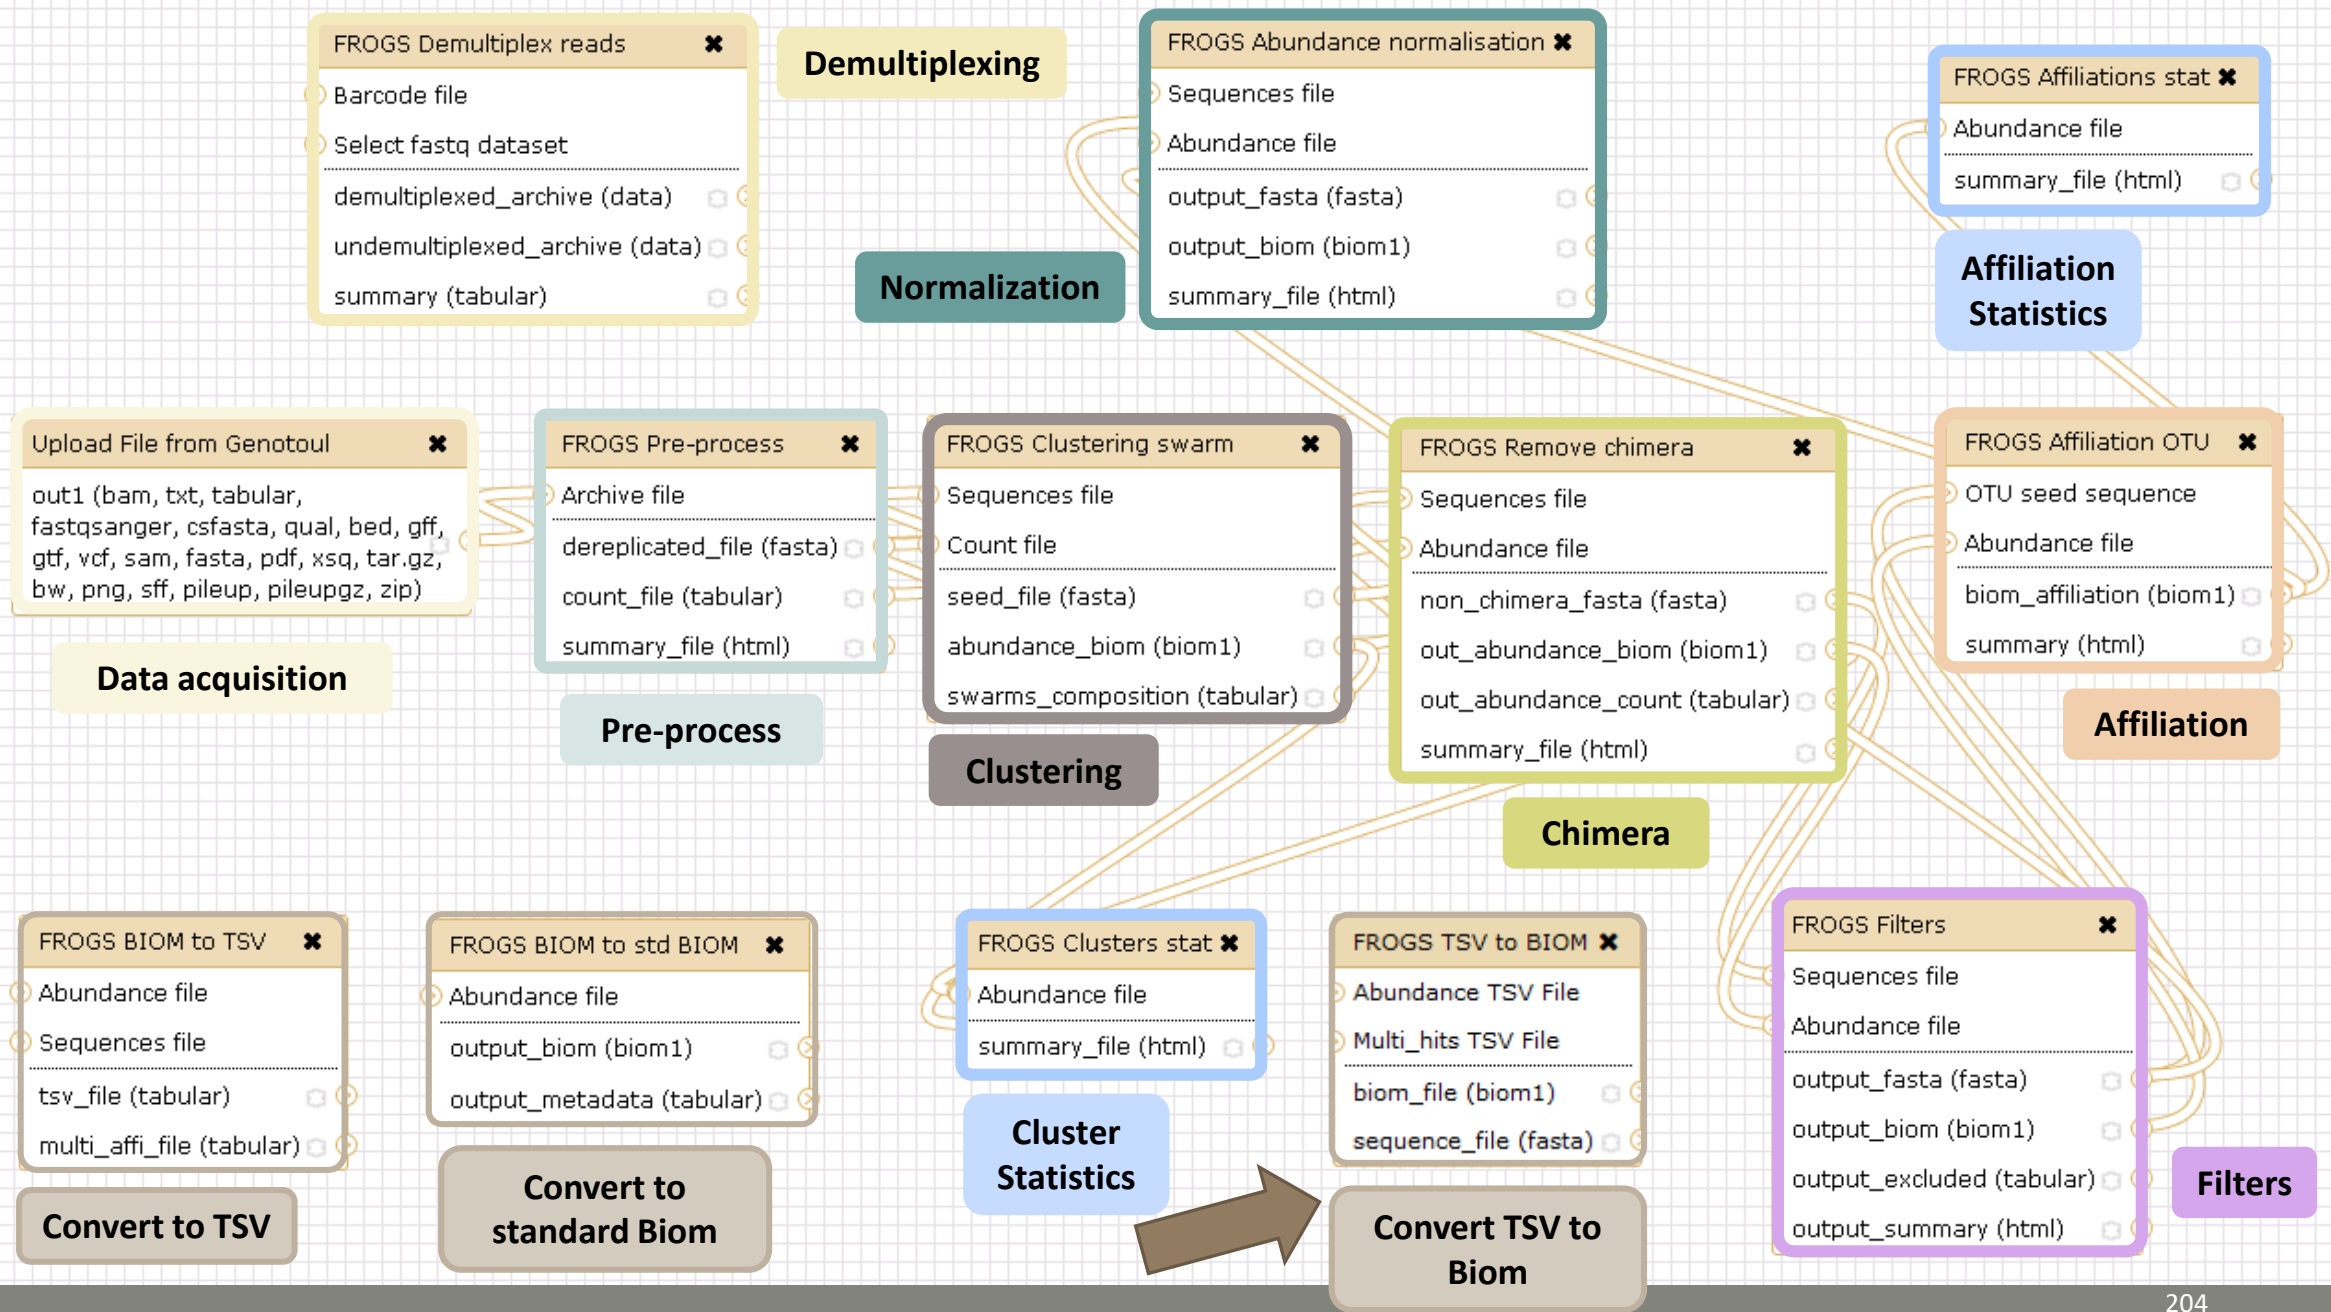 FROGS Demultiplex reads
Barcode file
Select fastq dataset
demultiplexed_archive (data)
undemultiplexed_archive (data)
summary (tabular)
Demultiplexing
FROGS Abundance normalisation
Sequences file
Abundance file
output_fasta (fasta)
output_biom (biom1)
summary_file (html)
Normalization
FROGS Affiliations stat
Abundance file
summary_file (html)
Affiliation
Statistics
Upload File from Genotoul
out1 (bam, txt, tabular,
fastqsanger, csfasta, qual, bed, gff,
gtf, vcf, sam, fasta, pdf, xsq, tar.gz,
bw, png, sff, pileup, pileupgz, zip)
Data acquisition
FROGS Pre-process
Archive file
dereplicated_file (fasta)
count_file (tabular)
summary_file (html)
Pre-process
FROGS Clustering swarm
Sequences file
Count file
seed_file (fasta)
abundance_biom (biom1)
swarms_composition (tabular)
Clustering
FROGS Remove chimera
Sequences file
Abundance file
non_chimera_fasta (fasta)
out_abundance_biom (biom1)
out_abundance_count (tabular)
summary_file (html)
Chimera
FROGS Affiliation OTU
OTU seed sequence
Abundance file
biom_affiliation (biom1)
summary (html)
Affiliation
FROGS BIOM to TSV
Abundance file
Sequences file
tsv_file (tabular)
multi_affi_file (tabular)
Convert to TSV
FROGS BIOM to std BIOM
Abundance file
output_biom (biom1)
output_metadata (tabular)
Convert to
standard Biom
FROGS Clusters stat
Abundance file
summary_file (html)
Cluster
Statistics
FROGS TSV to BIOM
Abundance TSV File
Multi_hits TSV File
biom_file (biom1)
sequence_file (fasta)
Convert TSV to
Biom
FROGS Filters
Sequences file
Abundance file
output_fasta (fasta)
output_biom (biom1)
output_excluded (tabular)
output_summary (html)
Filters
204